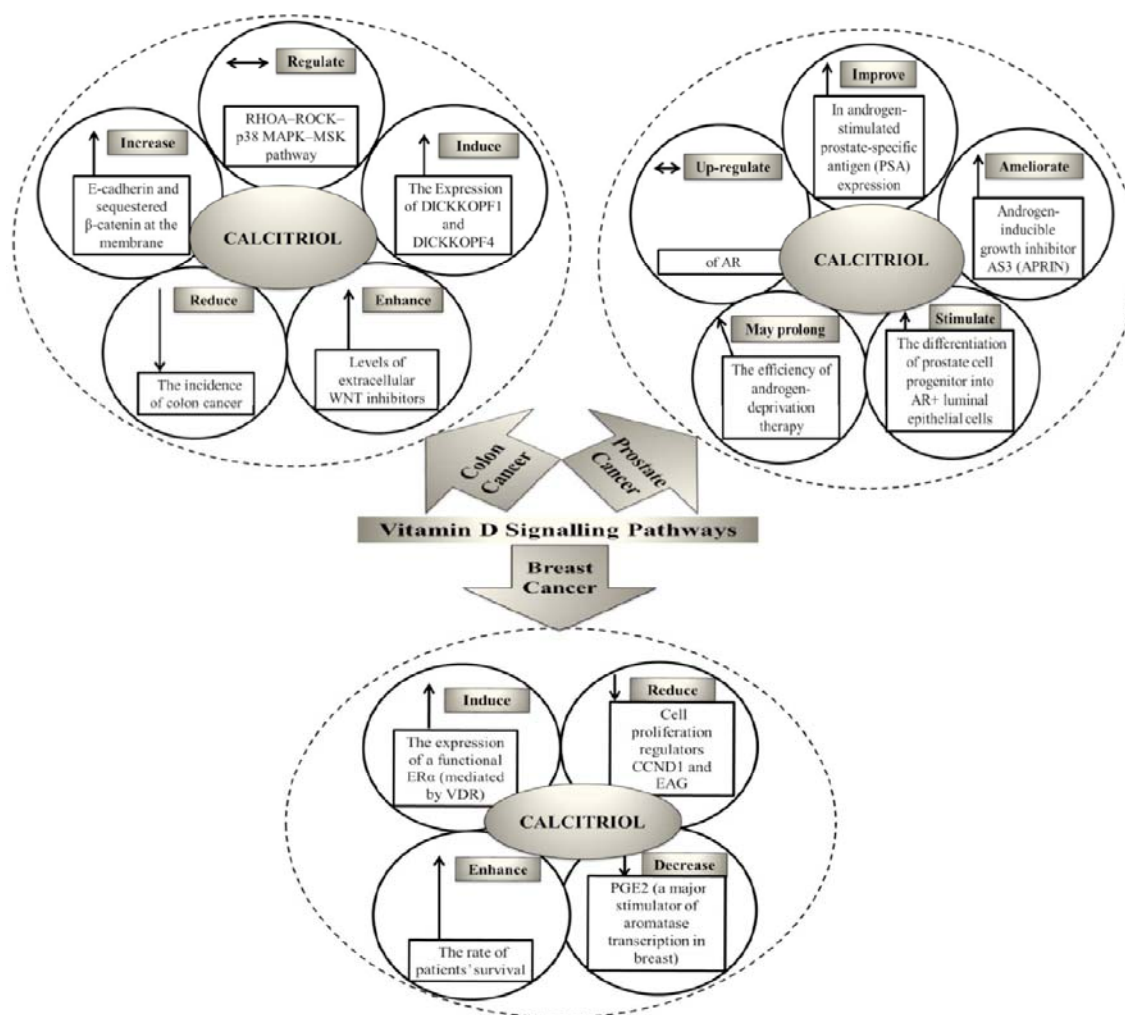 Regulate
RHOA–ROCK–
p38 MAPK–MSK
pathway
Increase
E-cadherin and
sequestered
β-catenin at the
membrane
Induce
The Expression
of DICKKOPF1
and
DICKKOPF4
CALCITRIOL
Reduce
The incidence
of colon cancer
Enhance
Levels of
extracellular
WNT inhibitors
Improve
In androgen-
stimulated
prostate-specific
antigen (PSA)
expression
Up-regulate
of AR
Ameliorate
Androgen-
inducible
growth inhibitor
AS3 (APRIN)
CALCITRIOL
May prolong
The efficiency of
androgen-
deprivation
therapy
Stimulate
The differentiation
of prostate cell
progenitor into
AR+ luminal
epithelial cells
Colon
Cancer
Prostate
Cancer
Vitamin D Signalling Pathways
Breast
Cancer
Induce
The expression
of a functional
ERα (mediated
by VDR)
Reduce
Cell
proliferation
regulators
CCND1 and
EAG
CALCITRIOL
Enhance
The rate of
patients' survival
Decrease
PGE2 (a major
stimulator of
aromatase
transcription in
breast)